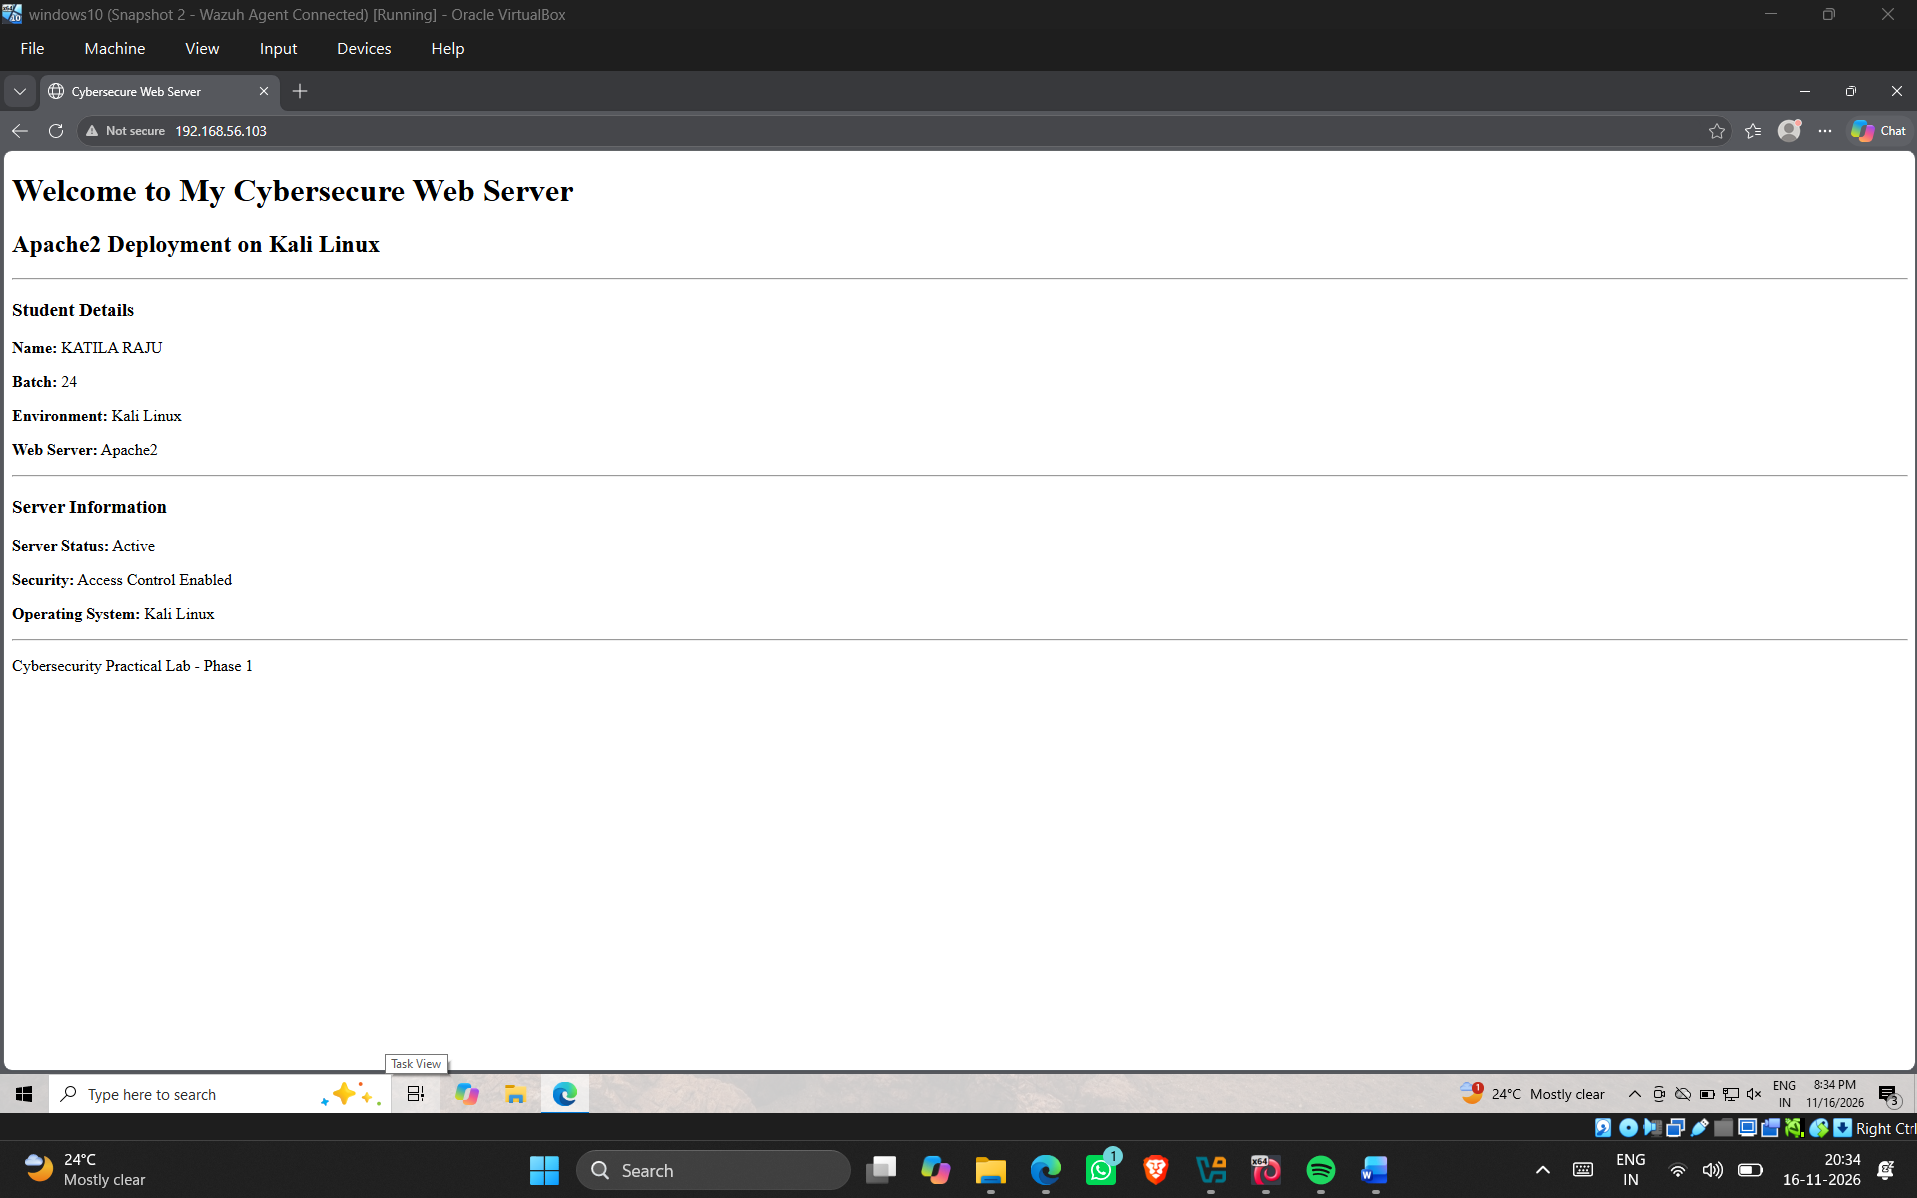 windows10 (Snapshot 2 - Wazuh Agent Connected) [Running] - Oracle VirtualBox
File Machine View Input Devices Help
Cybersecure Web Server
Not secure 192.168.56.103
Chat
Welcome to My Cybersecure Web Server
Apache2 Deployment on Kali Linux
Student Details
Name: KATILA RAJU
Batch: 24
Environment: Kali Linux
Web Server: Apache2
Server Information
Server Status: Active
Security: Access Control Enabled
Operating System: Kali Linux
Cybersecurity Practical Lab - Phase 1
Task View
Type here to search
1
24°C Mostly clear
ENG
IN
8:34 PM
11/16/2026
3
Right Ctrl
24°C
Mostly clear
Search
1
X64
W
ENG
IN
20:34
16-11-2026